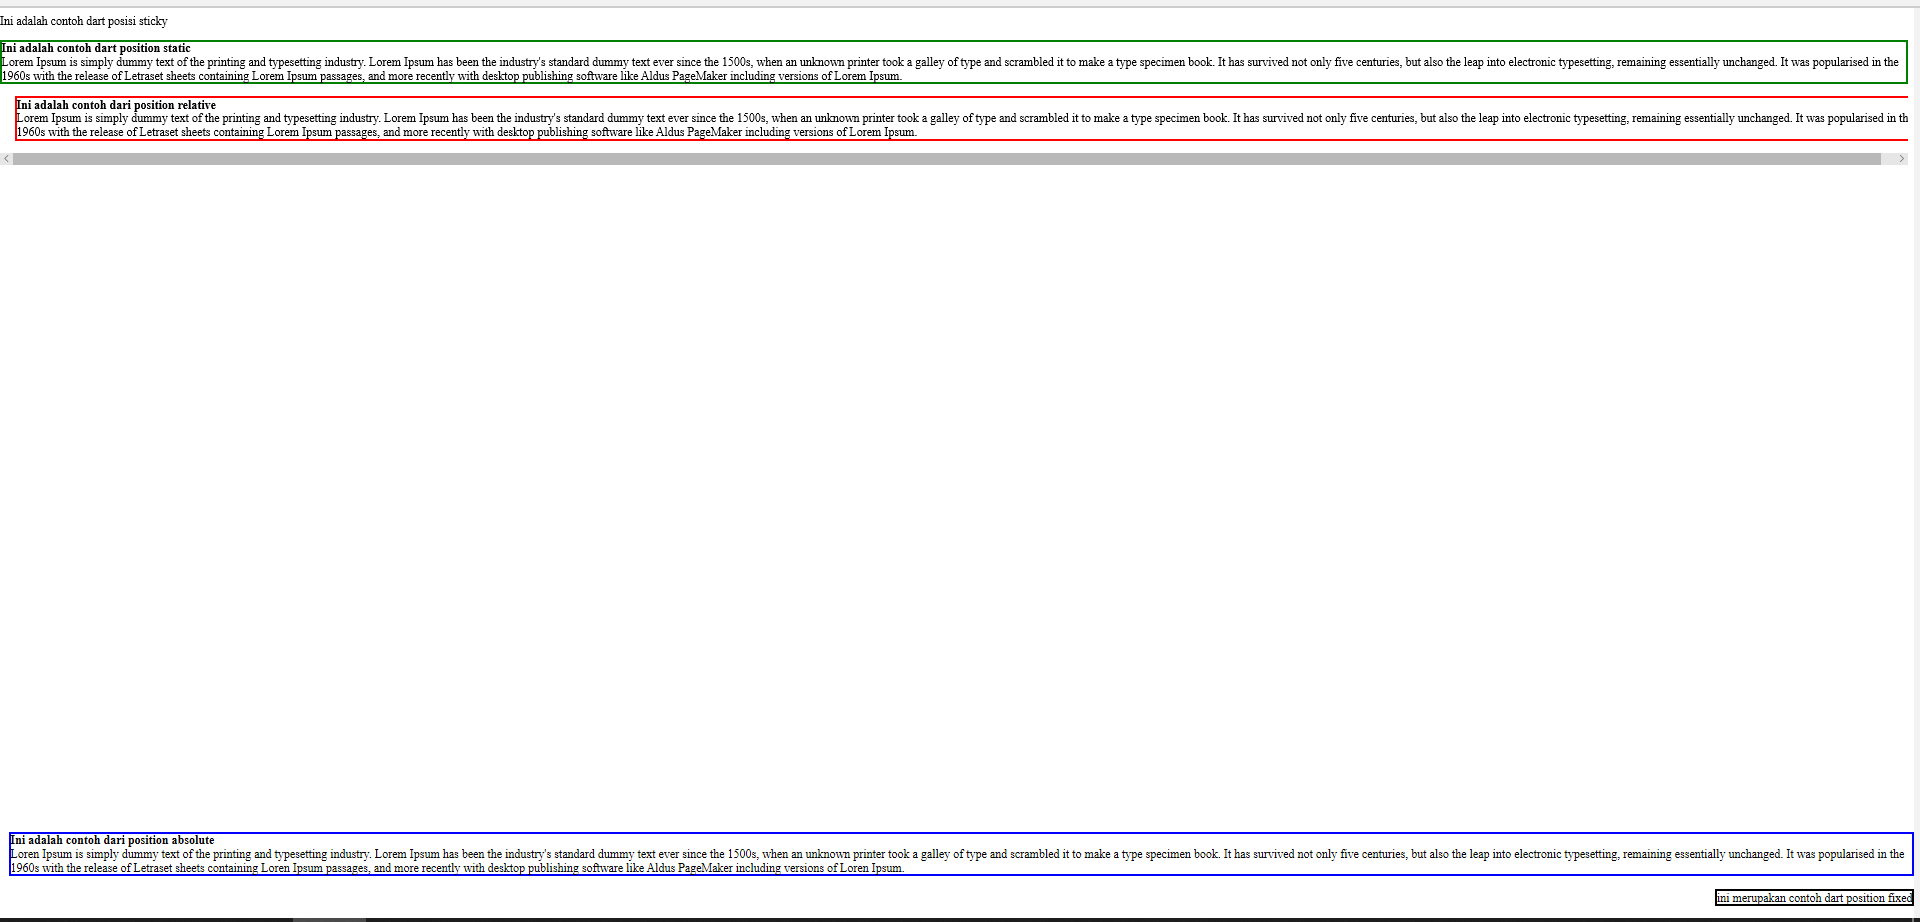 Ini adalah contoh dart posisi sticky
Ini adalah contoh dart position static
Lorem Ipsum is simply dummy text of the printing and typesetting industry. Lorem Ipsum has been the industry's standard dummy text ever since the 1500s, when an unknown printer took a galley of type and scrambled it to make a type specimen book. It has survived not only five centuries, but also the leap into electronic typesetting, remaining essentially unchanged. It was popularised in the
1960s with the release of Letraset sheets containing Lorem Ipsum passages, and more recently with desktop publishing software like Aldus PageMaker including versions of Lorem Ipsum.
Ini adalah contoh dari position relative
Lorem Ipsum is simply dummy text of the printing and typesetting industry. Lorem Ipsum has been the industry's standard dummy text ever since the 1500s, when an unknown printer took a galley of type and scrambled it to make a type specimen book. It has survived not only five centuries, but also the leap into electronic typesetting, remaining essentially unchanged. It was popularised in th
1960s with the release of Letraset sheets containing Lorem Ipsum passages, and more recently with desktop publishing software like Aldus PageMaker including versions of Lorem Ipsum.
Ini adalah contoh dari position absolute
Loren Ipsum is simply dummy text of the printing and typesetting industry. Lorem Ipsum has been the industry's standard dummy text ever since the 1500s, when an unknown printer took a galley of type and scrambled it to make a type specimen book. It has survived not only five centuries, but also the leap into electronic typesetting, remaining essentially unchanged. It was popularised in the
1960s with the release of Letraset sheets containing Loren Ipsum passages, and more recently with desktop publishing software like Aldus PageMaker including versions of Loren Ipsum.
ini merupakan contoh dart position fixed